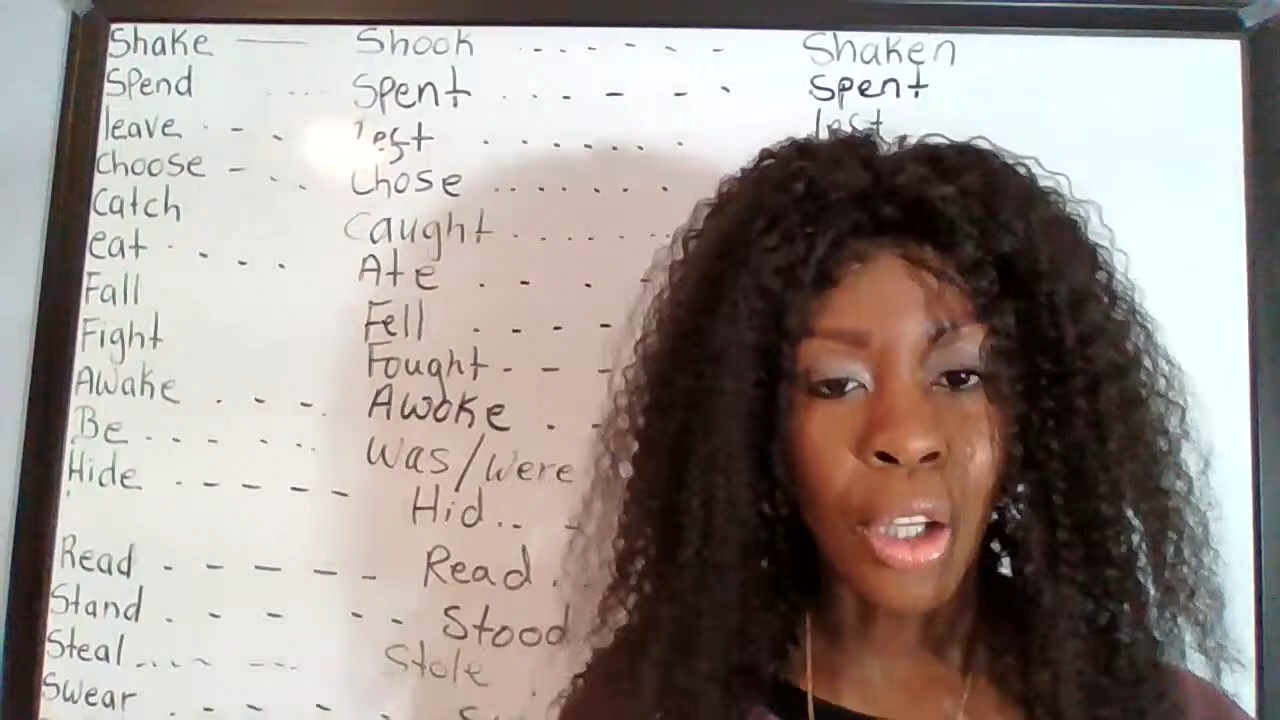 Shake Shook Shaken
Spend Spent Spent
leave left
Choose Chose
Catch Caught
eat Ate
Fall Fell
Fight Fought
Awake Awoke
Be Was/Were
Hide Hid
Read Read
Stand Stood
Steal Stole
Swear